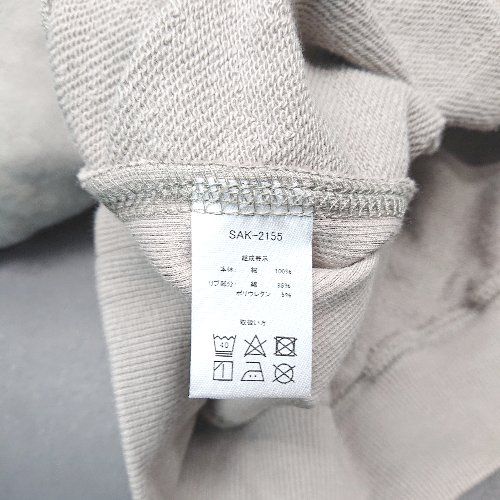 SAK-2155
組成表示
本体: 綿 100%
リブ部分: 綿 95%
ポリウレタン 5%
取扱い方
40